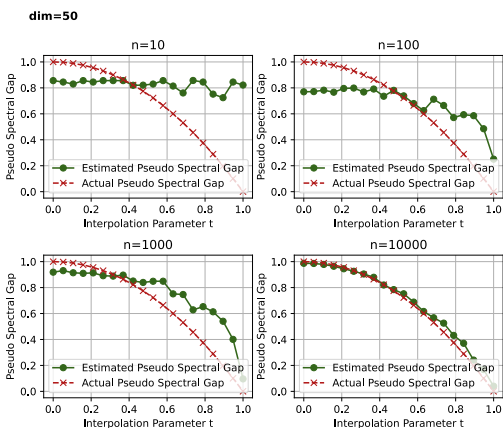 dim=50
n=10
Pseudo Spectral Gap
1.0
0.8
0.6
0.4
0.2
0.0
Estimated Pseudo Spectral Gap
Actual Pseudo Spectral Gap
0.0 0.2 0.4 0.6 0.8 1.0
Interpolation Parameter t
n=100
Pseudo Spectral Gap
1.0
0.8
0.6
0.4
0.2
0.0
Estimated Pseudo Spectral Gap
Actual Pseudo Spectral Gap
0.0 0.2 0.4 0.6 0.8 1.0
Interpolation Parameter t
n=1000
Pseudo Spectral Gap
1.0
0.8
0.6
0.4
0.2
0.0
Estimated Pseudo Spectral Gap
Actual Pseudo Spectral Gap
0.0 0.2 0.4 0.6 0.8 1.0
Interpolation Parameter t
n=10000
Pseudo Spectral Gap
1.0
0.8
0.6
0.4
0.2
0.0
Estimated Pseudo Spectral Gap
Actual Pseudo Spectral Gap
0.0 0.2 0.4 0.6 0.8 1.0
Interpolation Parameter t